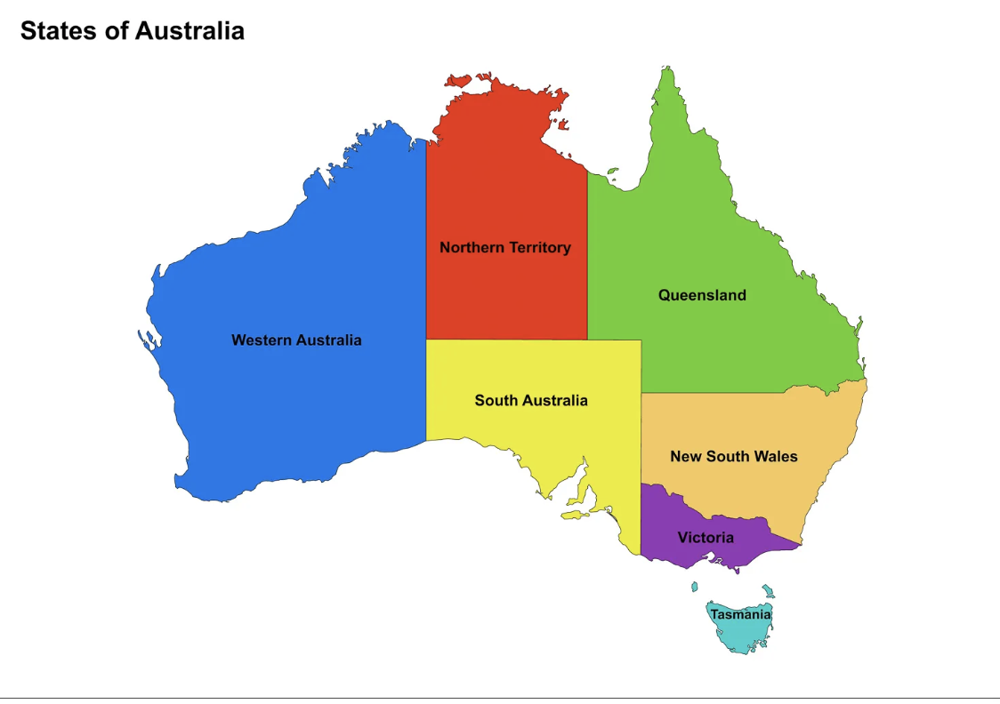 States of Australia
Northern Territory
Queensland
Western Australia
South Australia
New South Wales
Victoria
Tasmania